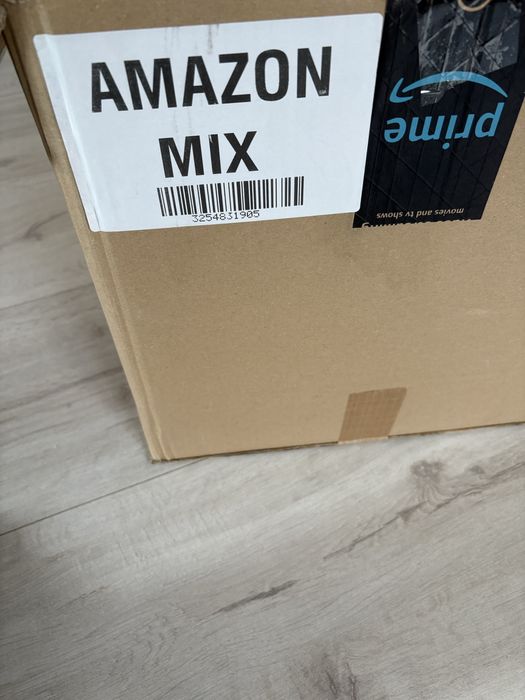 AMAZON
MIX
3254831905
prime
movies and tv shows